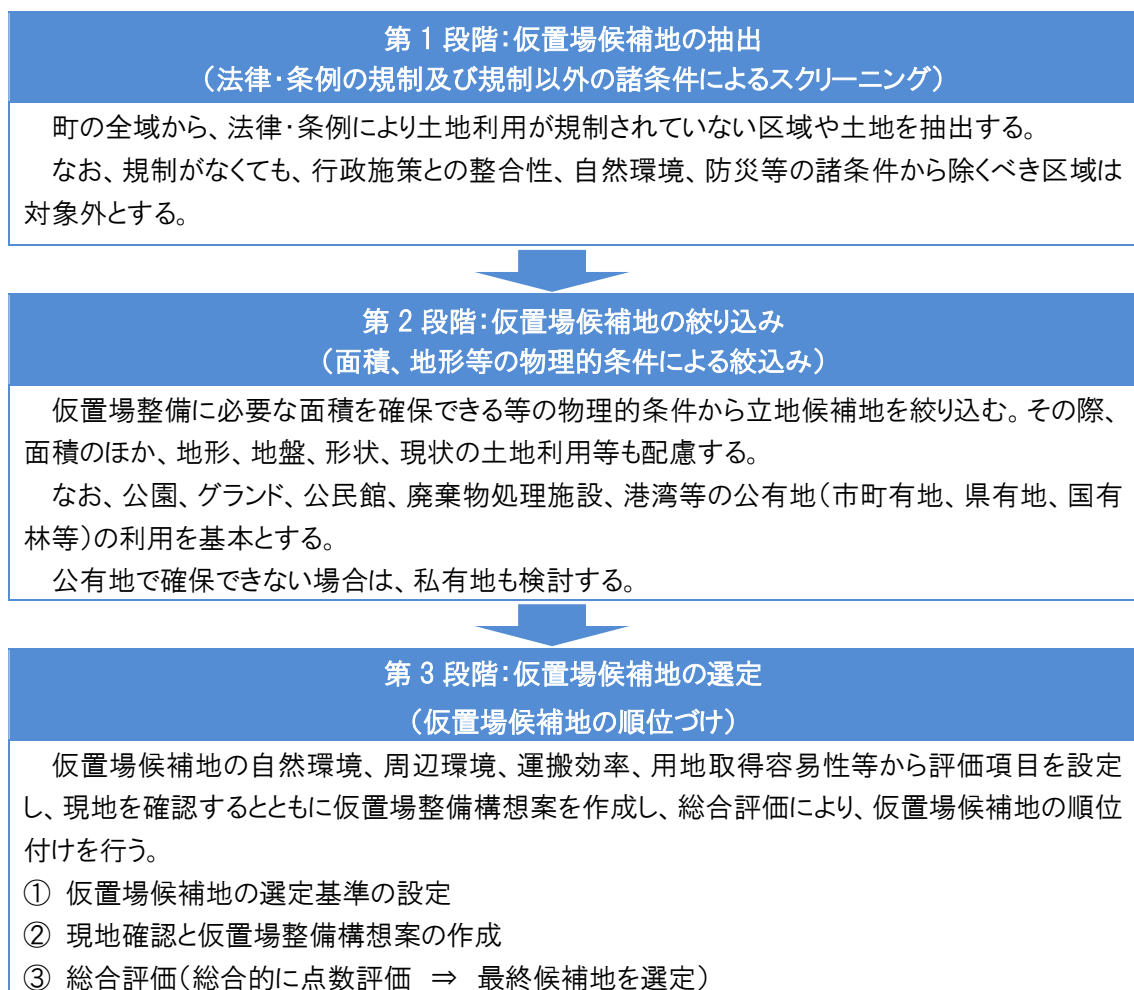 第 1 段階：仮置場候補地の抽出
（法律・条例の規制及び規制以外の諸条件によるスクリーニング）
町の全域から、法律・条例により土地利用が規制されていない区域や土地を抽出する。
なお、規制がなくても、行政施策との整合性、自然環境、防災等の諸条件から除くべき区域は
対象外とする。
第 2 段階：仮置場候補地の絞り込み
（面積、地形等の物理的条件による絞込み）
仮置場整備に必要な面積を確保できる等の物理的条件から立地候補地を絞り込む。その際、
面積のほか、地形、地盤、形状、現状の土地利用等も配慮する。
なお、公園、グランド、公民館、廃棄物処理施設、港湾等の公有地（市町有地、県有地、国有
林等）の利用を基本とする。
公有地で確保できない場合は、私有地も検討する。
第 3 段階：仮置場候補地の選定
（仮置場候補地の順位づけ）
仮置場候補地の自然環境、周辺環境、運搬効率、用地取得容易性等から評価項目を設定
し、現地を確認するとともに仮置場整備構想案を作成し、総合評価により、仮置場候補地の順位
付けを行う。
① 仮置場候補地の選定基準の設定
② 現地確認と仮置場整備構想案の作成
③ 総合評価（総合的に点数評価 ⇒ 最終候補地を選定）